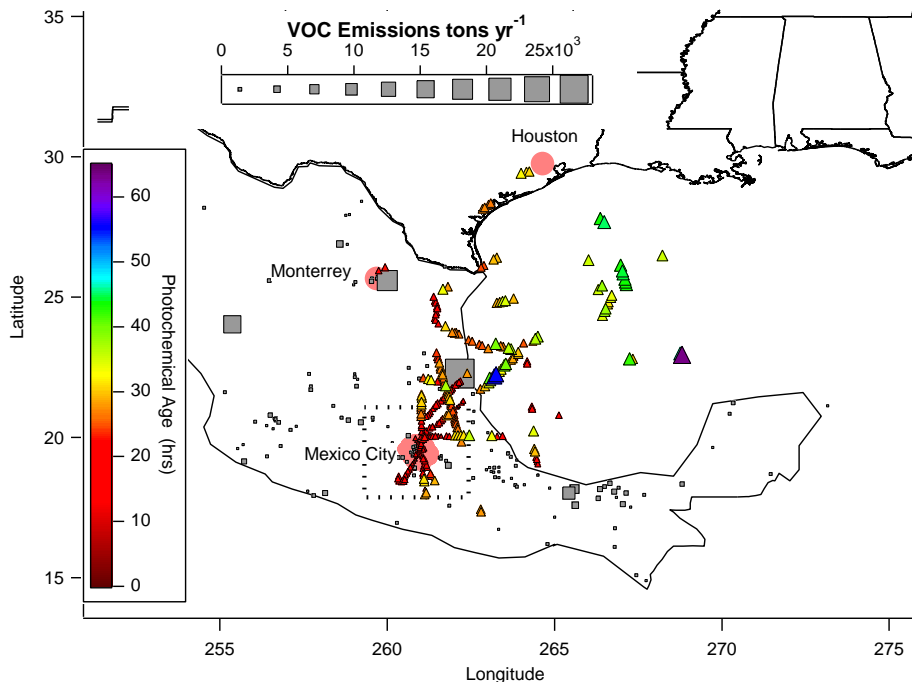 35
VOC Emissions tons yr-1
0 5 10 15 20 25x10³
Houston
30
60
50
40
30
20
10
0
Photochemical Age (hrs)
Monterrey
Latitude
25
20
Mexico City
15
255 260 265 270 275
Longitude